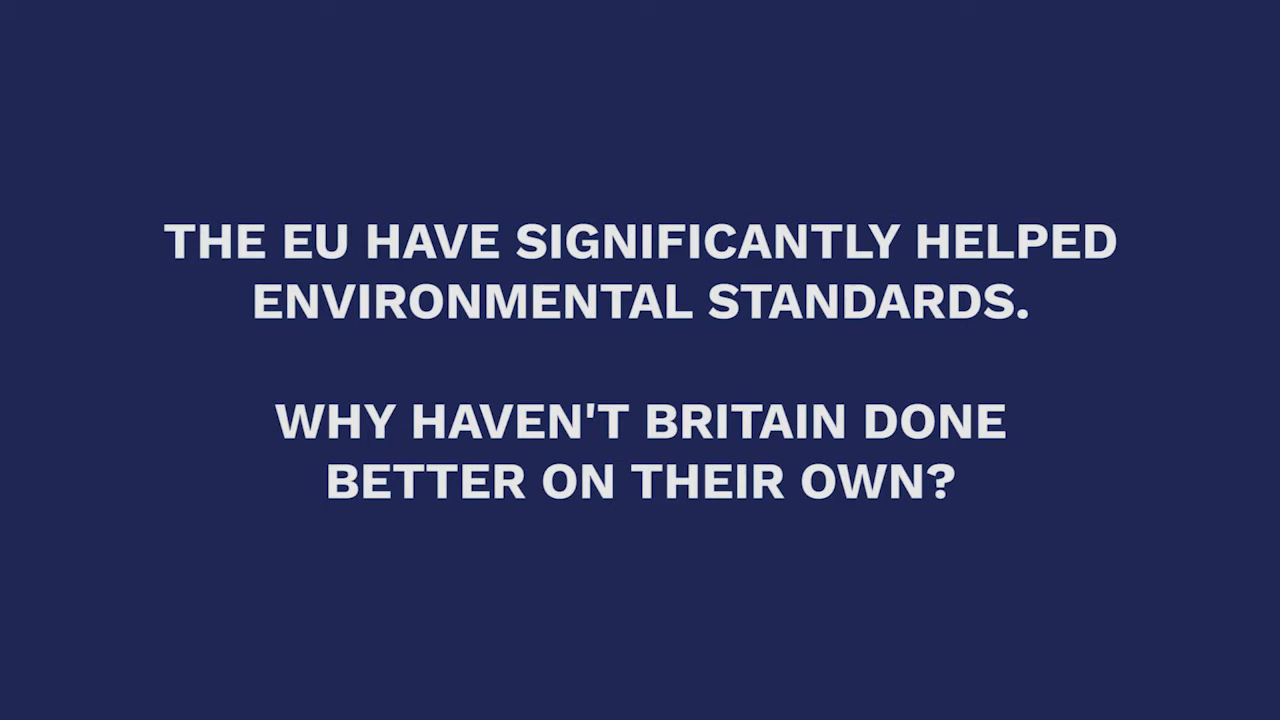 THE EU HAVE SIGNIFICANTLY HELPED
ENVIRONMENTAL STANDARDS.
WHY HAVEN'T BRITAIN DONE
BETTER ON THEIR OWN?